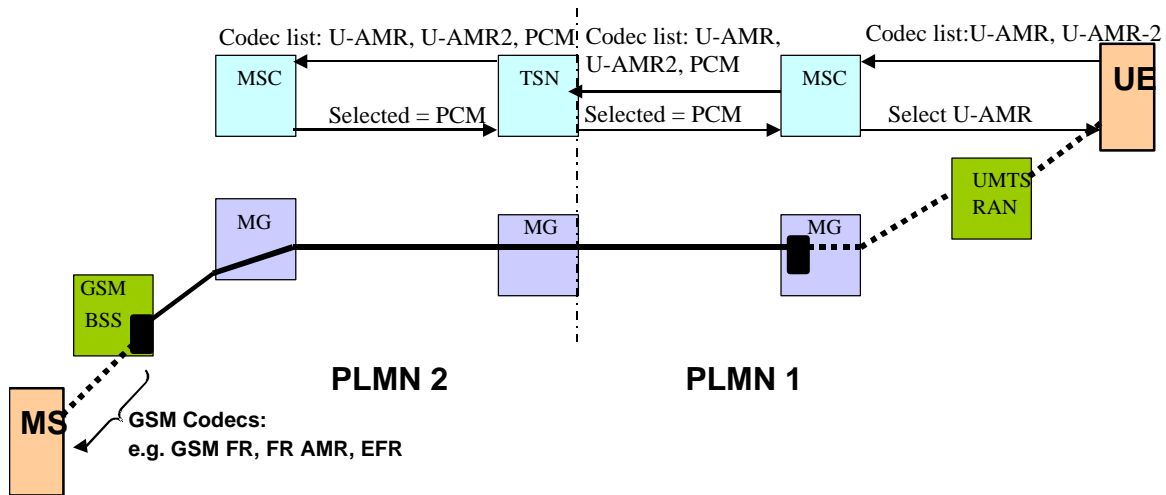 Codec list: U-AMR, U-AMR2, PCM
Codec list: U-AMR,
U-AMR2, PCM
Codec list:U-AMR, U-AMR-2
MSC
TSN
MSC
UE
Selected = PCM
Selected = PCM
Select U-AMR
UMTS
RAN
MG
MG
MG
GSM
BSS
PLMN 2
PLMN 1
MS
GSM Codecs:
e.g. GSM FR, FR AMR, EFR